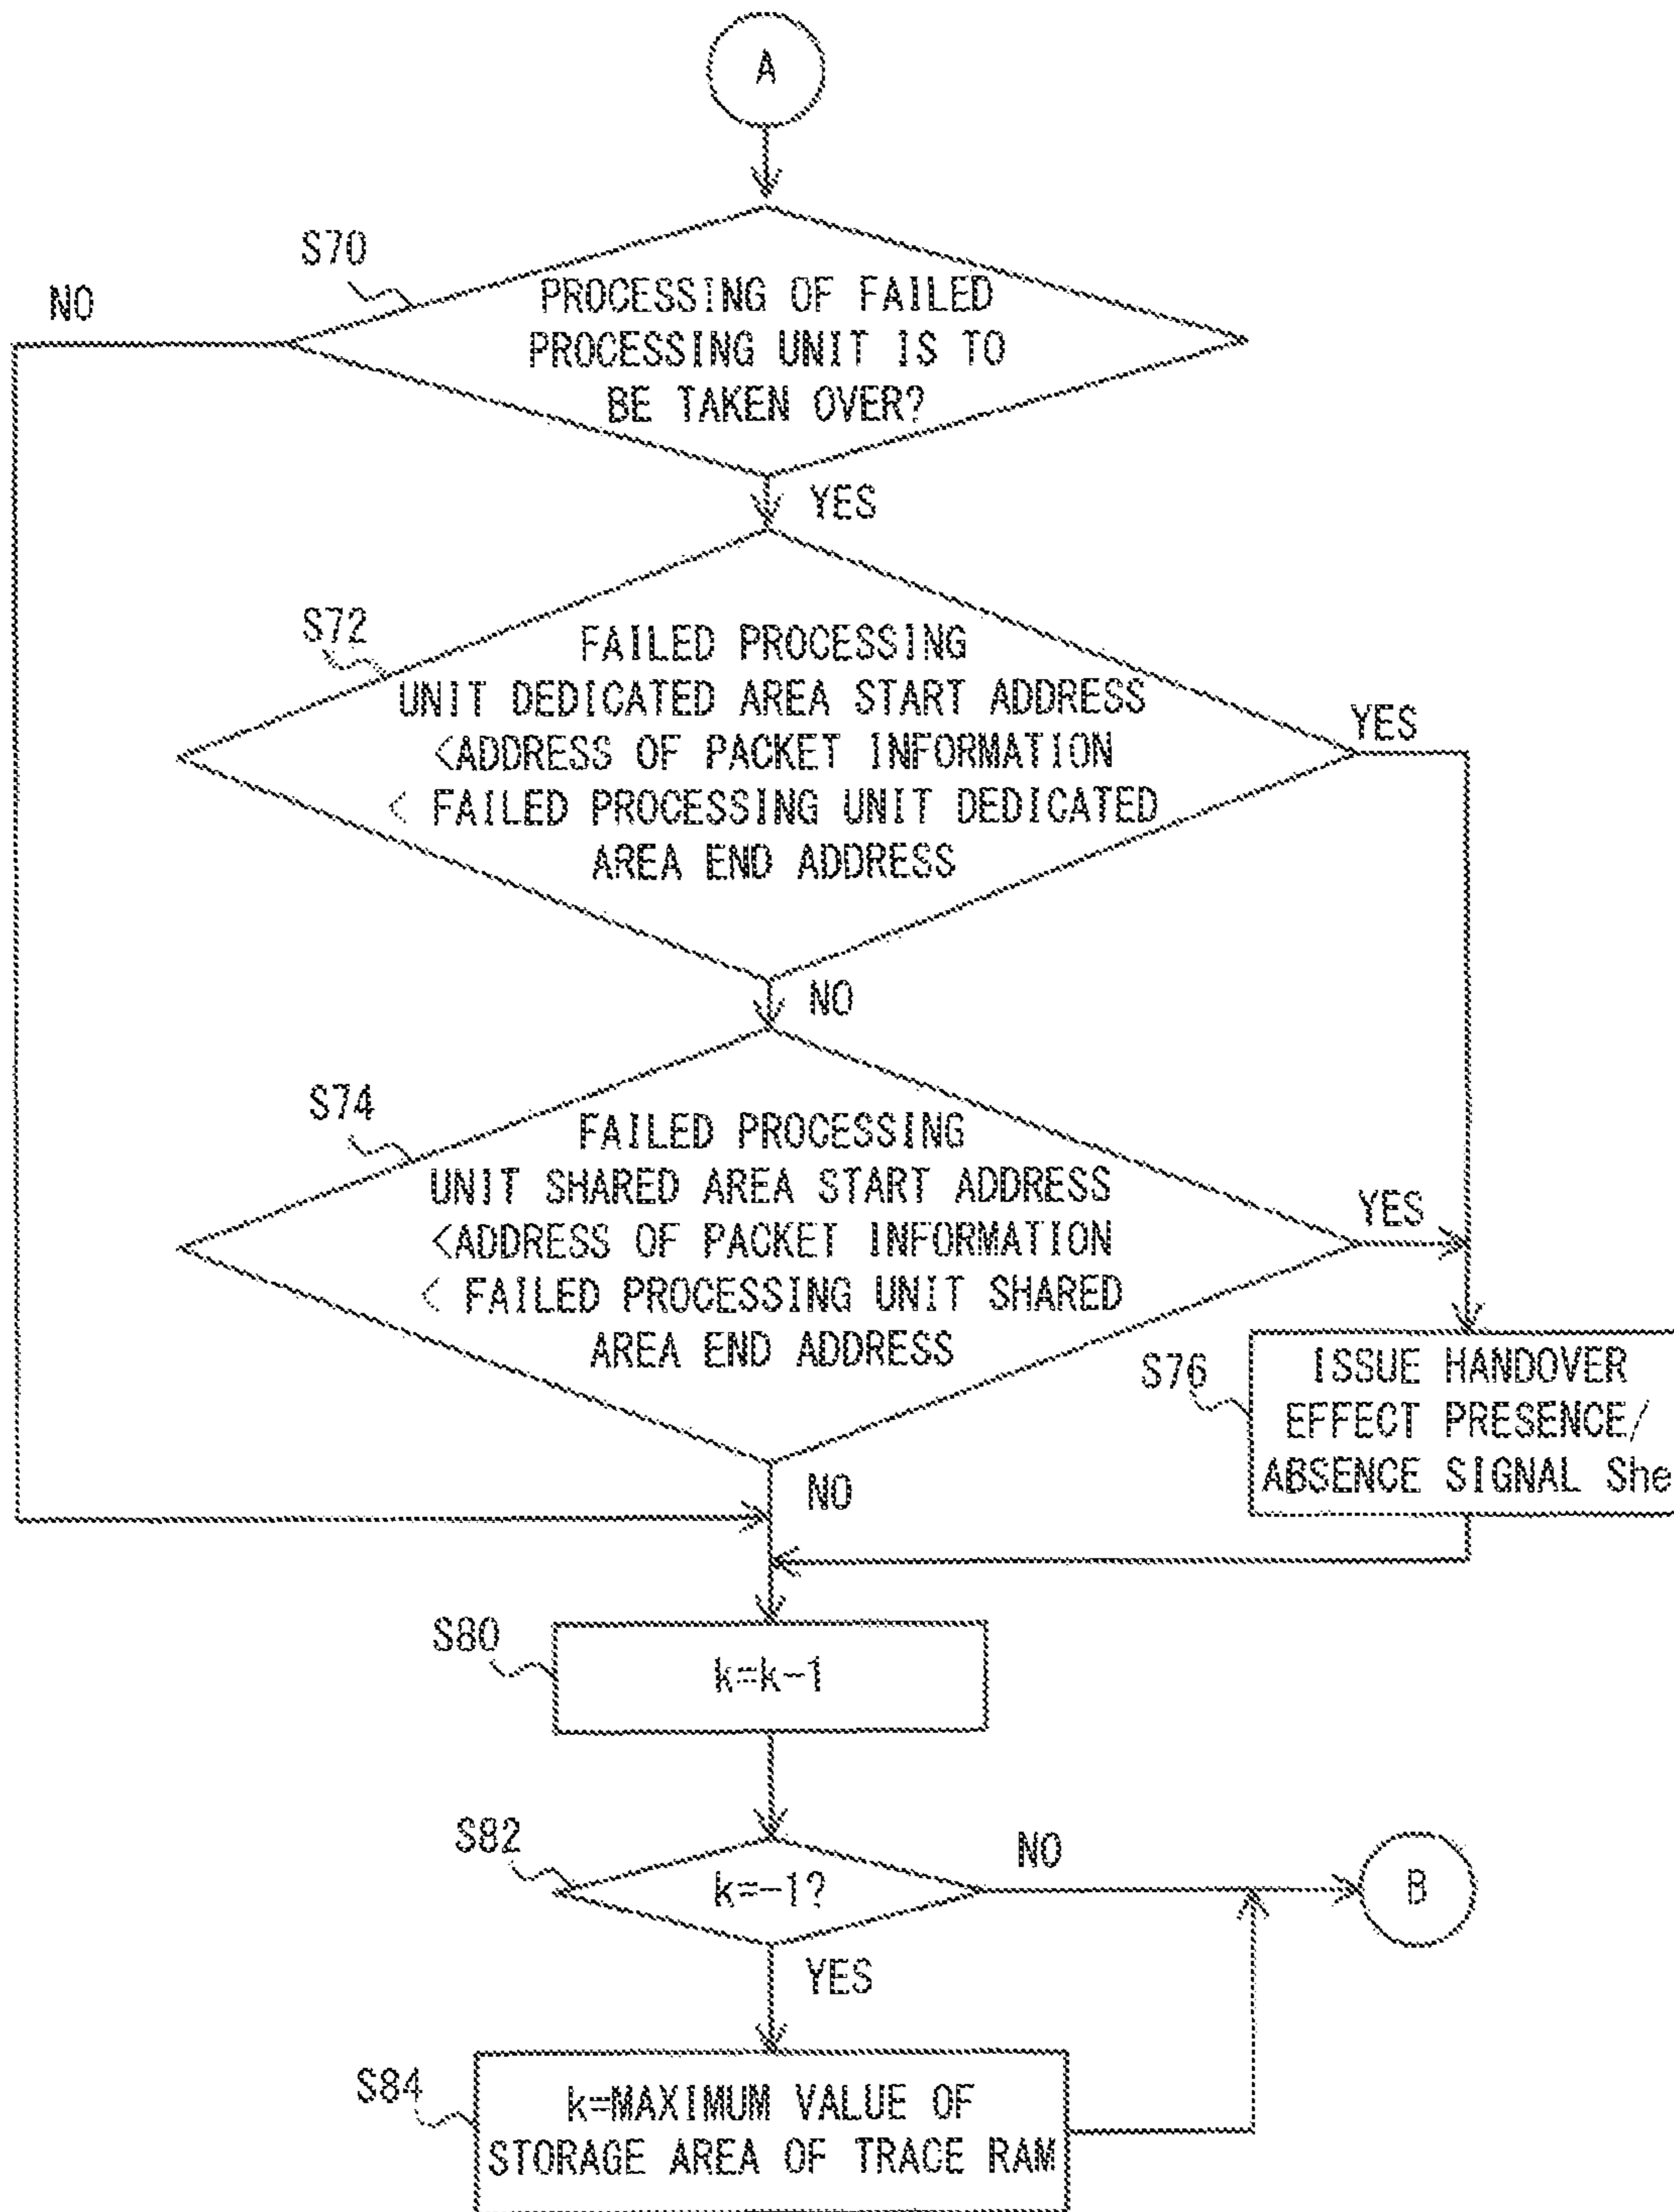 A
S70
NO
PROCESSING OF FAILED
PROCESSING UNIT IS TO
BE TAKEN OVER?
YES
S72
FAILED PROCESSING
UNIT DEDICATED AREA START ADDRESS
<ADDRESS OF PACKET INFORMATION
< FAILED PROCESSING UNIT DEDICATED
AREA END ADDRESS
YES
NO
S74
FAILED PROCESSING
UNIT SHARED AREA START ADDRESS
<ADDRESS OF PACKET INFORMATION
< FAILED PROCESSING UNIT SHARED
AREA END ADDRESS
YES
NO
S76
ISSUE HANDOVER
EFFECT PRESENCE/
ABSENCE SIGNAL She
S80
k=k-1
S82
k=-1?
NO
B
YES
S84
k=MAXIMUM VALUE OF
STORAGE AREA OF TRACE RAM